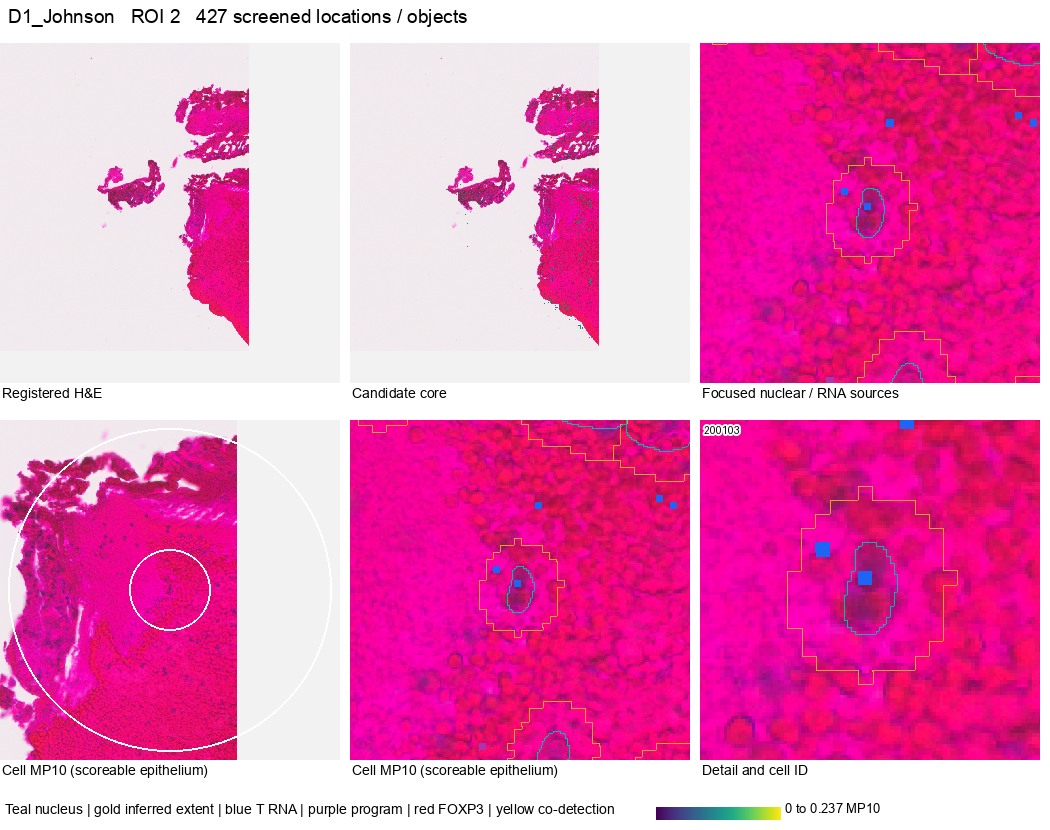 D1_Johnson ROI 2 427 screened locations / objects
Registered H&E
Candidate core
Focused nuclear / RNA sources
200103
Cell MP10 (scoreable epithelium)
Cell MP10 (scoreable epithelium)
Detail and cell ID
Teal nucleus | gold inferred extent | blue T RNA | purple program | red FOXP3 | yellow co-detection
0 to 0.237 MP10